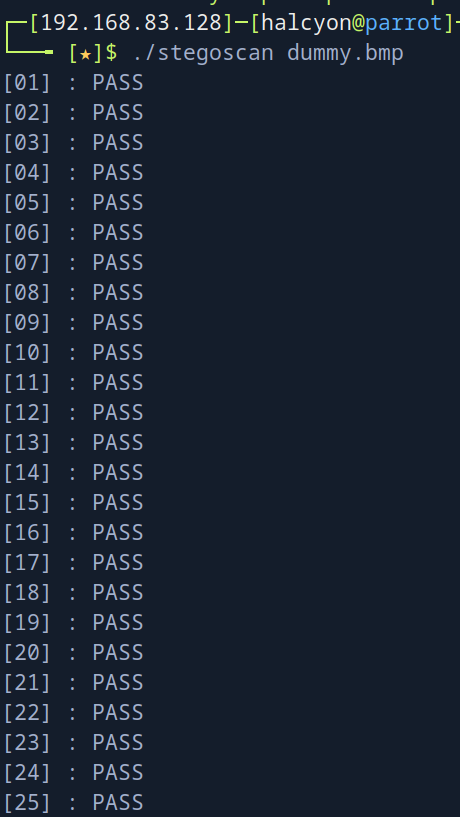 ┌─[192.168.83.128]─[halcyon@parrot]─
└──╼ [★]$ ./stegoscan dummy.bmp
[01] : PASS
[02] : PASS
[03] : PASS
[04] : PASS
[05] : PASS
[06] : PASS
[07] : PASS
[08] : PASS
[09] : PASS
[10] : PASS
[11] : PASS
[12] : PASS
[13] : PASS
[14] : PASS
[15] : PASS
[16] : PASS
[17] : PASS
[18] : PASS
[19] : PASS
[20] : PASS
[21] : PASS
[22] : PASS
[23] : PASS
[24] : PASS
[25] : PASS